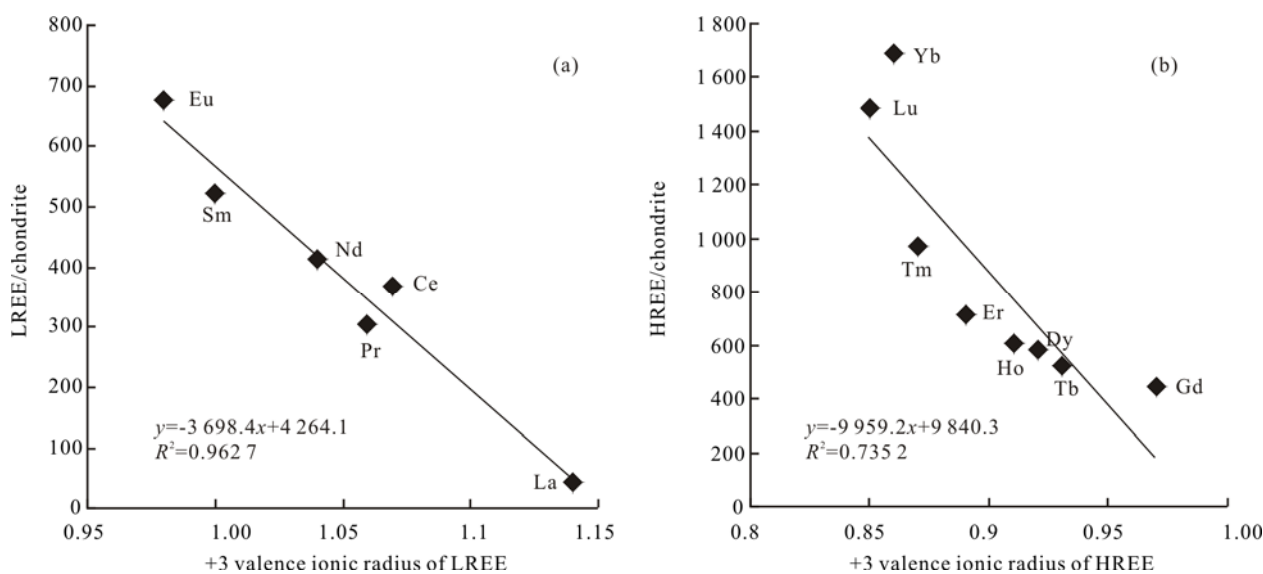 800
700
600
500
400
300
200
100
0
LREE/chondrite
(a)
Eu
Sm
Nd
Ce
Pr
La
y=-3 698.4x+4 264.1
R²=0.962 7
0.95 1.00 1.05 1.1 1.15
+3 valence ionic radius of LREE
1 800
1 600
1 400
1 200
1 000
800
600
400
200
0
HREE/chondrite
(b)
Yb
Lu
Tm
Er
Dy
Ho
Tb
Gd
y=-9 959.2x+9 840.3
R²=0.735 2
0.8 0.85 0.9 0.95 1.00
+3 valence ionic radius of HREE